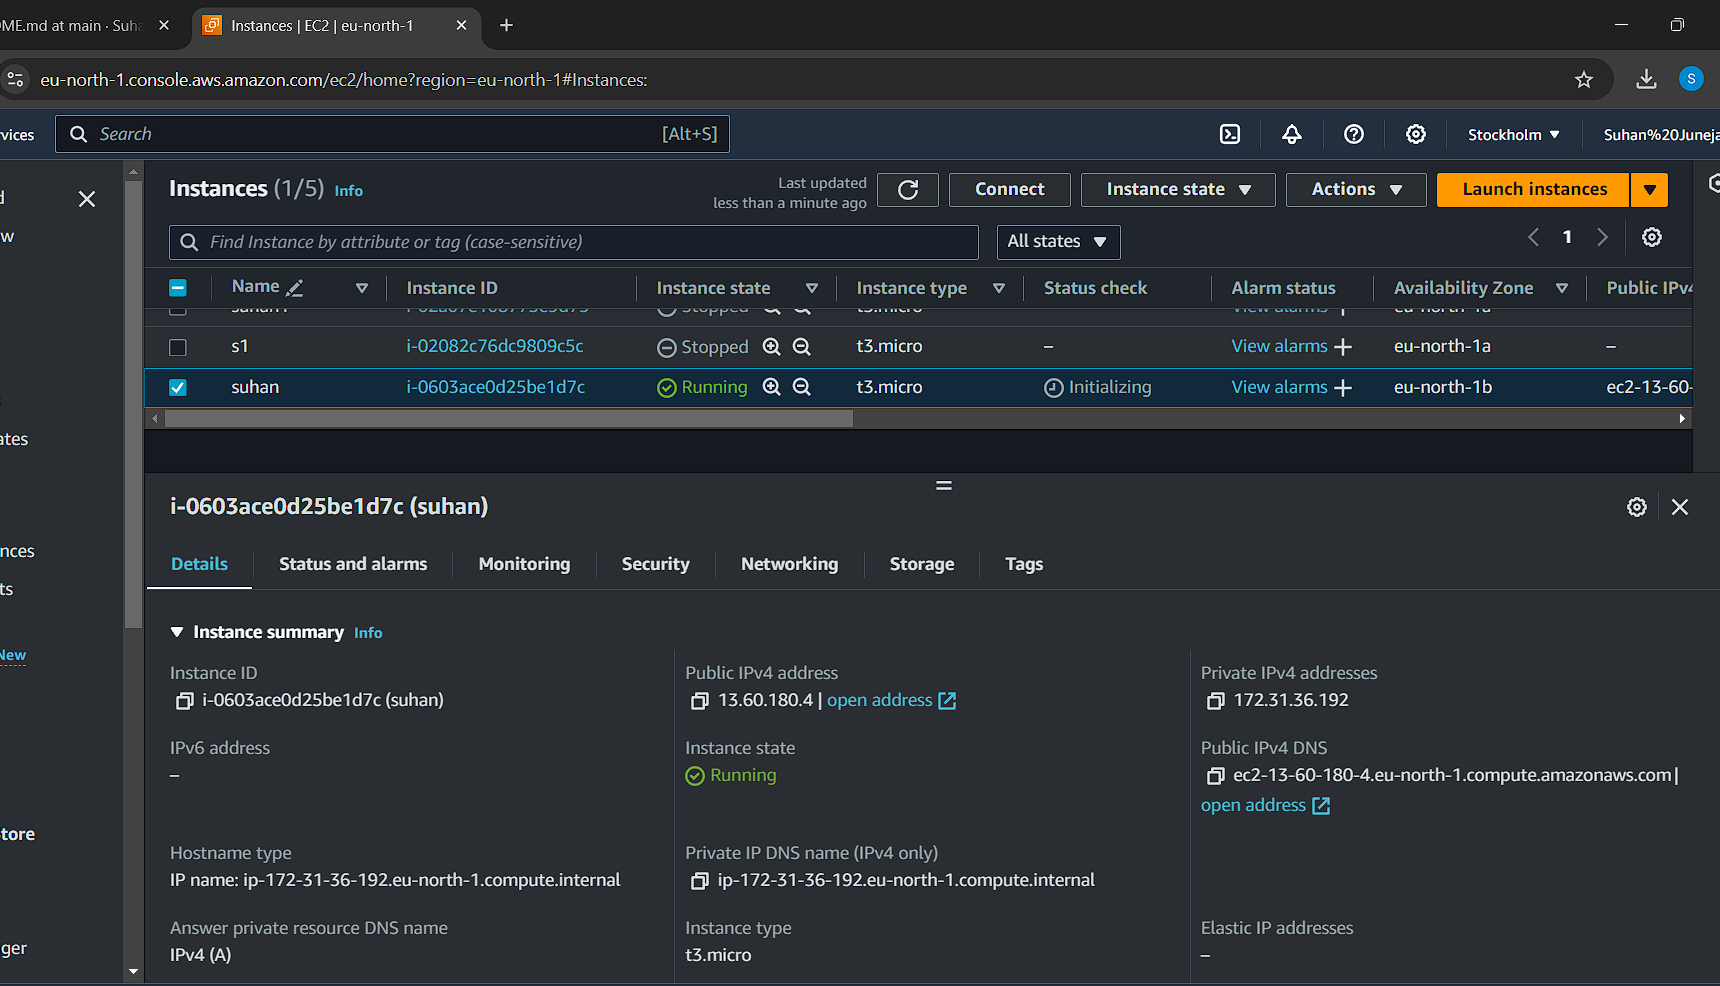 OME.md at main · Suha
Instances | EC2 | eu-north-1
eu-north-1.console.aws.amazon.com/ec2/home?region=eu-north-1#Instances:
S
vices
Search
[Alt+S]
Stockholm
Suhan%20Juneja
Instances (1/5) Info
Last updated
less than a minute ago
Connect
Instance state
Actions
Launch instances
Find Instance by attribute or tag (case-sensitive)
All states
1
Name
Instance ID
Instance state
Instance type
Status check
Alarm status
Availability Zone
Public IPv4
Stopped
t3.micro
View alarms +
eu-north-1a
s1
i-02082c76dc9809c5c
Stopped
t3.micro
–
View alarms +
eu-north-1a
–
suhan
i-0603ace0d25be1d7c
Running
t3.micro
Initializing
View alarms +
eu-north-1b
ec2-13-60-
d
w
ates
nces
ts
New
tore
ger
i-0603ace0d25be1d7c (suhan)
Details
Status and alarms
Monitoring
Security
Networking
Storage
Tags
Instance summary Info
Instance ID
i-0603ace0d25be1d7c (suhan)
Public IPv4 address
13.60.180.4 | open address
Private IPv4 addresses
172.31.36.192
IPv6 address
–
Instance state
Running
Public IPv4 DNS
ec2-13-60-180-4.eu-north-1.compute.amazonaws.com |
open address
Hostname type
IP name: ip-172-31-36-192.eu-north-1.compute.internal
Private IP DNS name (IPv4 only)
ip-172-31-36-192.eu-north-1.compute.internal
Answer private resource DNS name
IPv4 (A)
Instance type
t3.micro
Elastic IP addresses
–